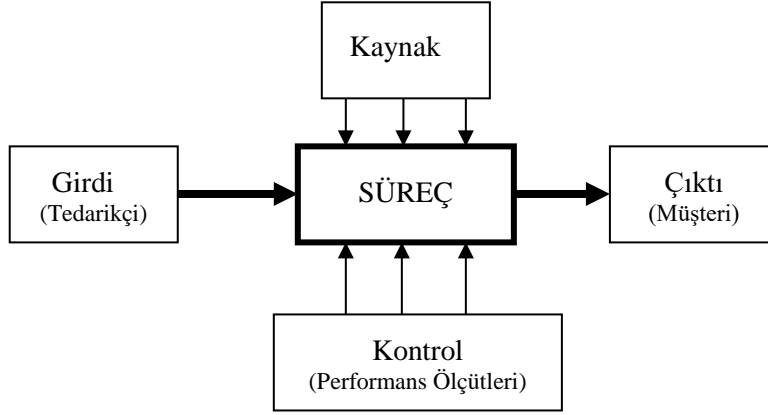 Kaynak
Girdi
(Tedarikçi)
SÜREÇ
Çıktı
(Müşteri)
Kontrol
(Performans Ölçütleri)